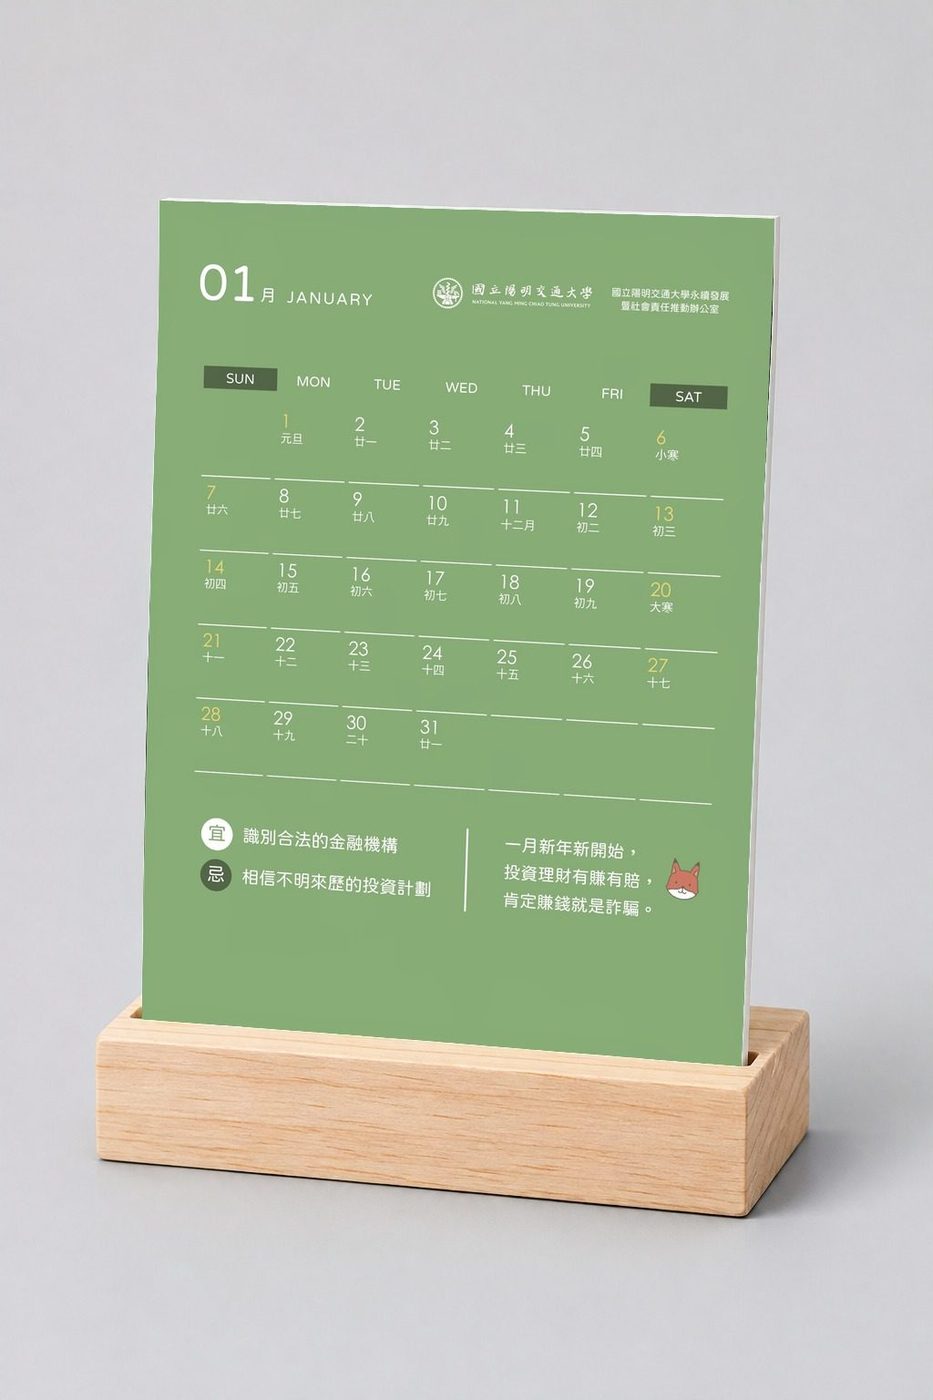 01月 JANUARY
國立陽明交通大學
NATIONAL YANG MING CHIAO TUNG UNIVERSITY
國立陽明交通大學永續發展
暨社會責任推動辦公室
SUN MON TUE WED THU FRI SAT
1 2 3 4 5 6
元旦 廿一 廿二 廿三 廿四 小寒
7 8 9 10 11 12 13
廿六 廿七 廿八 廿九 十二月 初二 初三
14 15 16 17 18 19 20
初四 初五 初六 初七 初八 初九 大寒
21 22 23 24 25 26 27
十一 十二 十三 十四 十五 十六 十七
28 29 30 31
十八 十九 二十 廿一
宜 識別合法的金融機構
忌 相信不明來歷的投資計劃
一月新年新開始，
投資理財有賺有賠，
肯定賺錢就是詐騙。